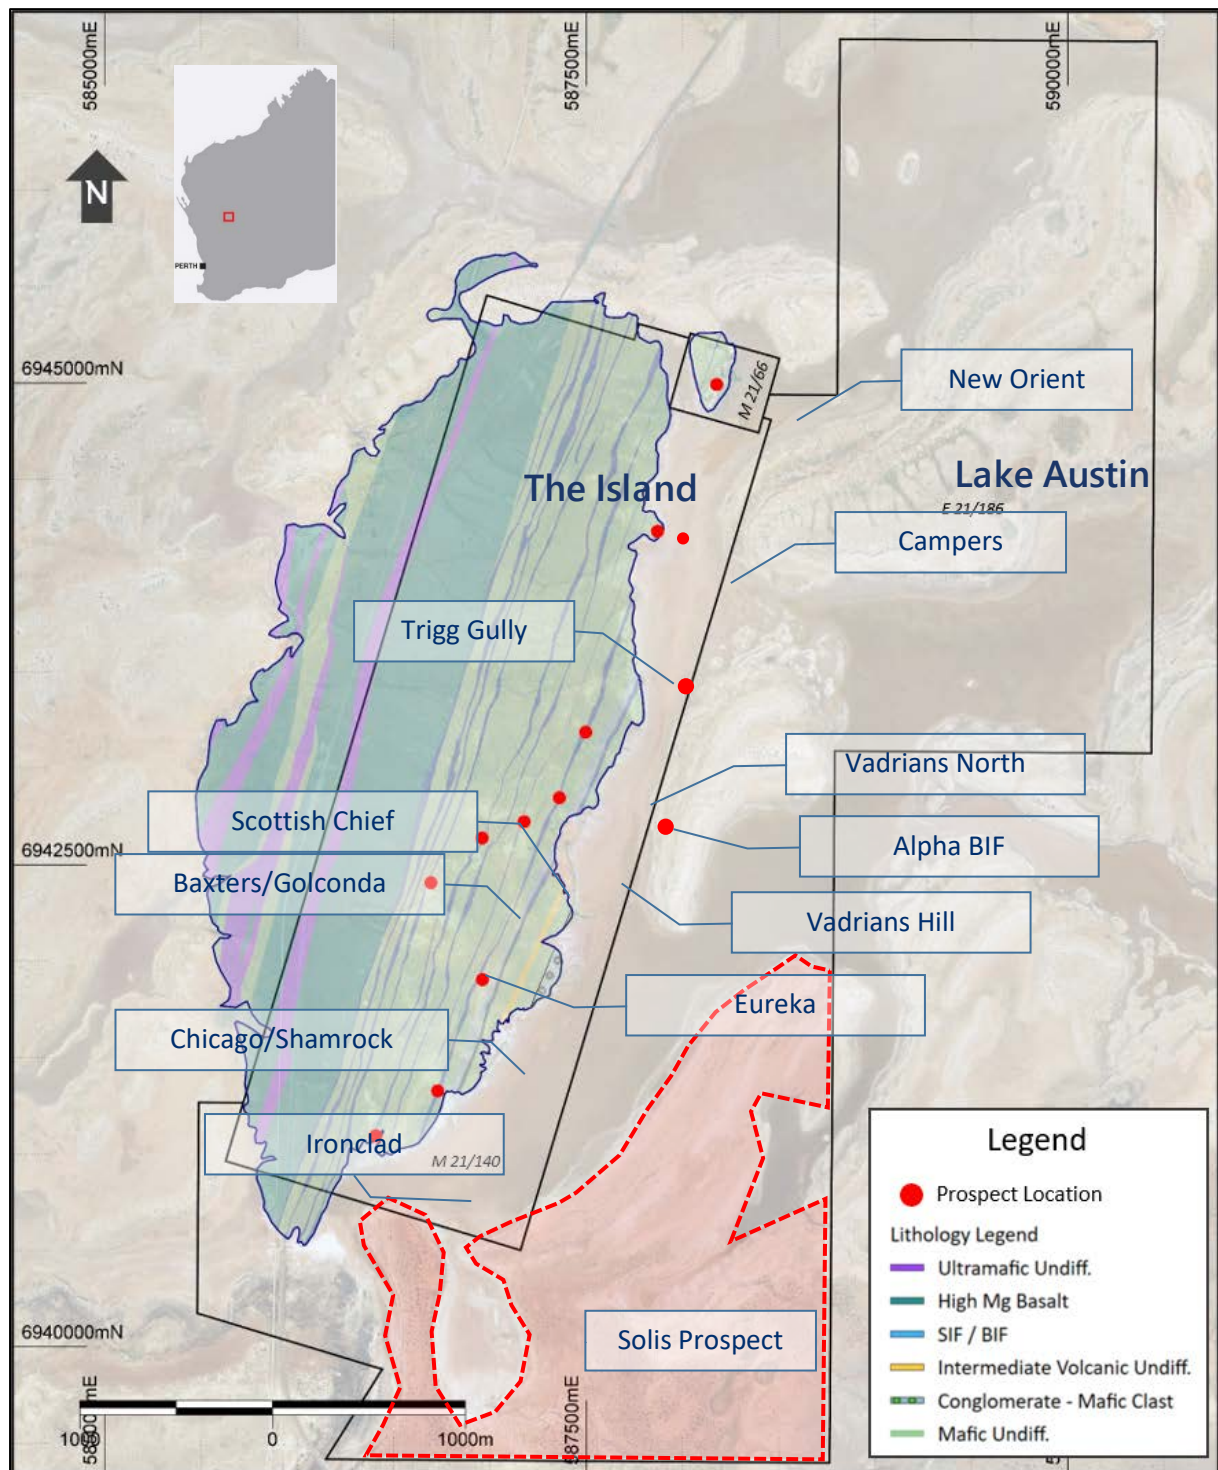 585000mE
587500mE
590000mE
N
PERTH
6945000mN
M 21/66
New Orient
The Island
Lake Austin
E 21/186
Campers
Trigg Gully
Vadrians North
Scottish Chief
Alpha BIF
6942500mN
Baxters/Golconda
Vadrians Hill
Eureka
Chicago/Shamrock
Ironclad
M 21/140
Solis Prospect
6940000mN
0
1000m
587500mE
Legend
Prospect Location
Lithology Legend
Ultramafic Undiff.
High Mg Basalt
SIF / BIF
Intermediate Volcanic Undiff.
Conglomerate - Mafic Clast
Mafic Undiff.